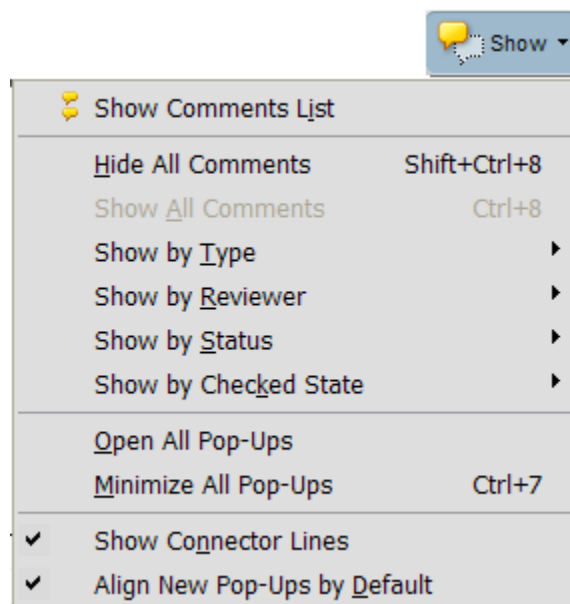 Show
Show Comments List
Hide All Comments Shift+Ctrl+8
Show All Comments Ctrl+8
Show by Type
Show by Reviewer
Show by Status
Show by Checked State
Open All Pop-Ups
Minimize All Pop-Ups Ctrl+7
Show Connector Lines
Align New Pop-Ups by Default